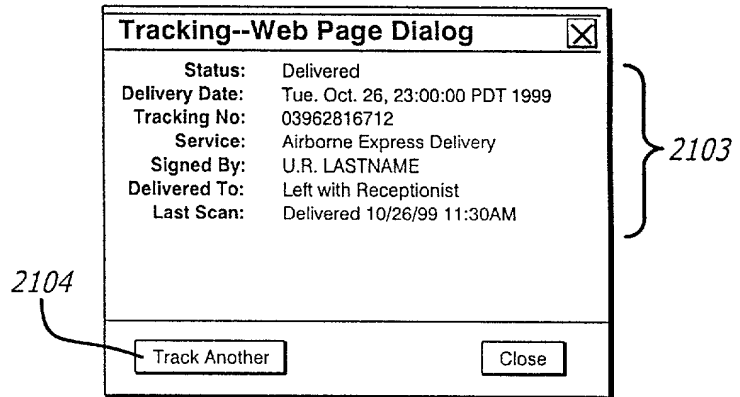 Tracking--Web Page Dialog
Status: Delivered
Delivery Date: Tue. Oct. 26, 23:00:00 PDT 1999
Tracking No: 03962816712
Service: Airborne Express Delivery
Signed By: U.R. LASTNAME
Delivered To: Left with Receptionist
Last Scan: Delivered 10/26/99 11:30AM
2103
2104
Track Another
Close